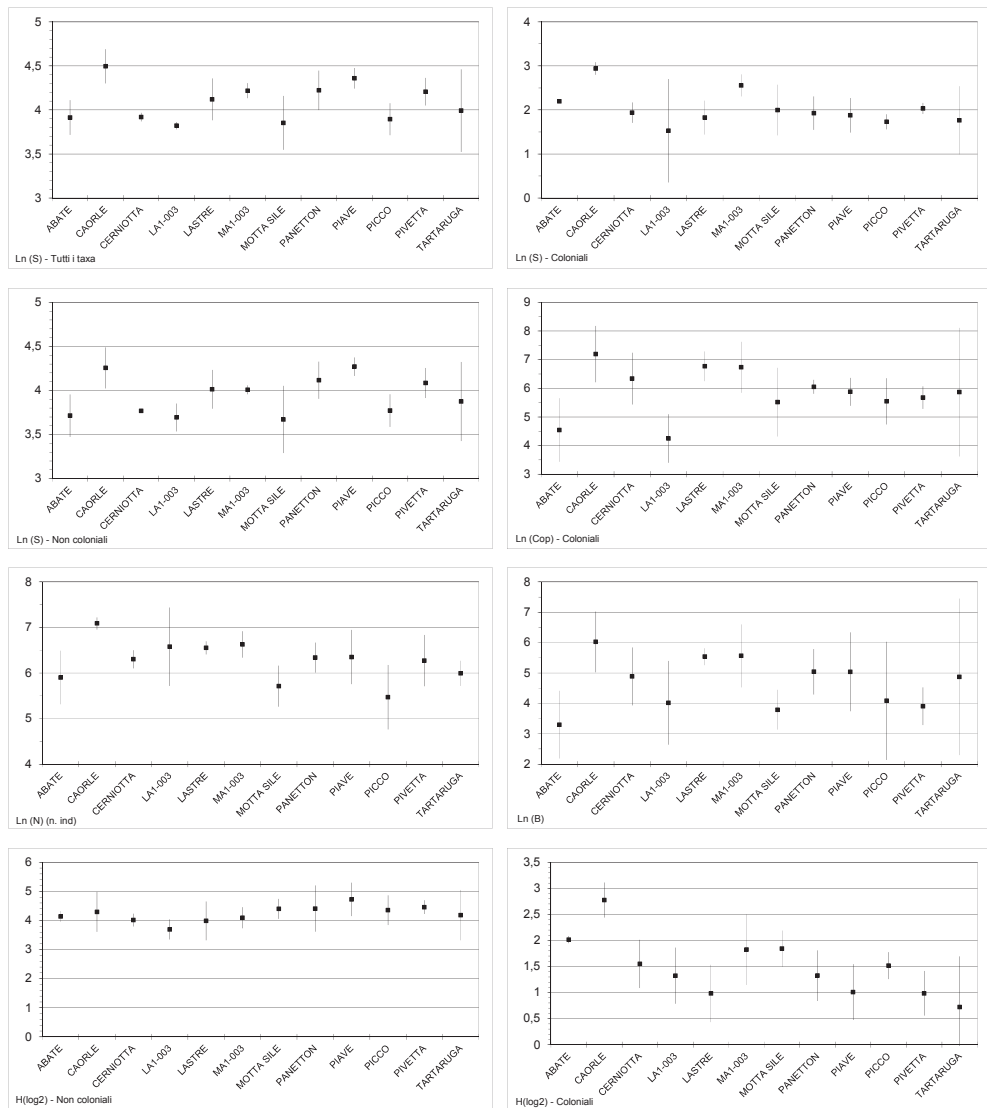 5
4,5
4
3,5
3
ABATE
CAORLE
CERNIOTTA
LA1-003
LASTRE
MA1-003
MOTTA SILE
PANETTON
PIAVE
PICCO
PIVETTA
TARTARUGA
Ln (S) - Tutti i taxa
4
3
2
1
0
ABATE
CAORLE
CERNIOTTA
LA1-003
LASTRE
MA1-003
MOTTA SILE
PANETTON
PIAVE
PICCO
PIVETTA
TARTARUGA
Ln (S) - Coloniali
5
4,5
4
3,5
3
ABATE
CAORLE
CERNIOTTA
LA1-003
LASTRE
MA1-003
MOTTA SILE
PANETTON
PIAVE
PICCO
PIVETTA
TARTARUGA
Ln (S) - Non coloniali
9
8
7
6
5
4
3
ABATE
CAORLE
CERNIOTTA
LA1-003
LASTRE
MA1-003
MOTTA SILE
PANETTON
PIAVE
PICCO
PIVETTA
TARTARUGA
Ln (Cop) - Coloniali
8
7
6
5
4
ABATE
CAORLE
CERNIOTTA
LA1-003
LASTRE
MA1-003
MOTTA SILE
PANETTON
PIAVE
PICCO
PIVETTA
TARTARUGA
Ln (N) (n. ind)
8
7
6
5
4
3
2
ABATE
CAORLE
CERNIOTTA
LA1-003
LASTRE
MA1-003
MOTTA SILE
PANETTON
PIAVE
PICCO
PIVETTA
TARTARUGA
Ln (B)
6
5
4
3
2
1
0
ABATE
CAORLE
CERNIOTTA
LA1-003
LASTRE
MA1-003
MOTTA SILE
PANETTON
PIAVE
PICCO
PIVETTA
TARTARUGA
H(log2) - Non coloniali
3,5
3
2,5
2
1,5
1
0,5
0
ABATE
CAORLE
CERNIOTTA
LA1-003
LASTRE
MA1-003
MOTTA SILE
PANETTON
PIAVE
PICCO
PIVETTA
TARTARUGA
H(log2) - Coloniali